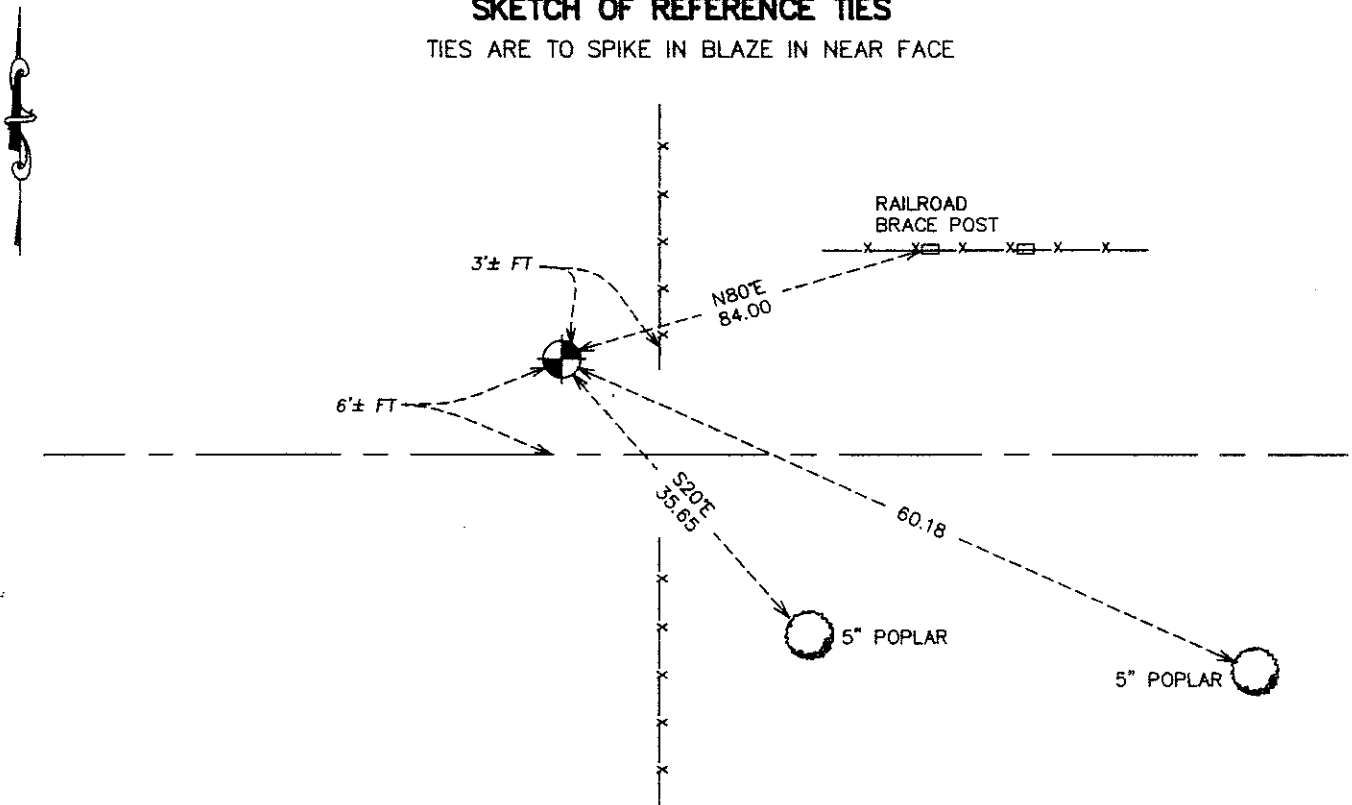 SKETCH OF REFERENCE TIES
TIES ARE TO SPIKE IN BLAZE IN NEAR FACE
RAILROAD
BRACE POST
3'± FT
N80°E
84.00
6'± FT
S20°E
35.65
60.18
5" POPLAR
5" POPLAR